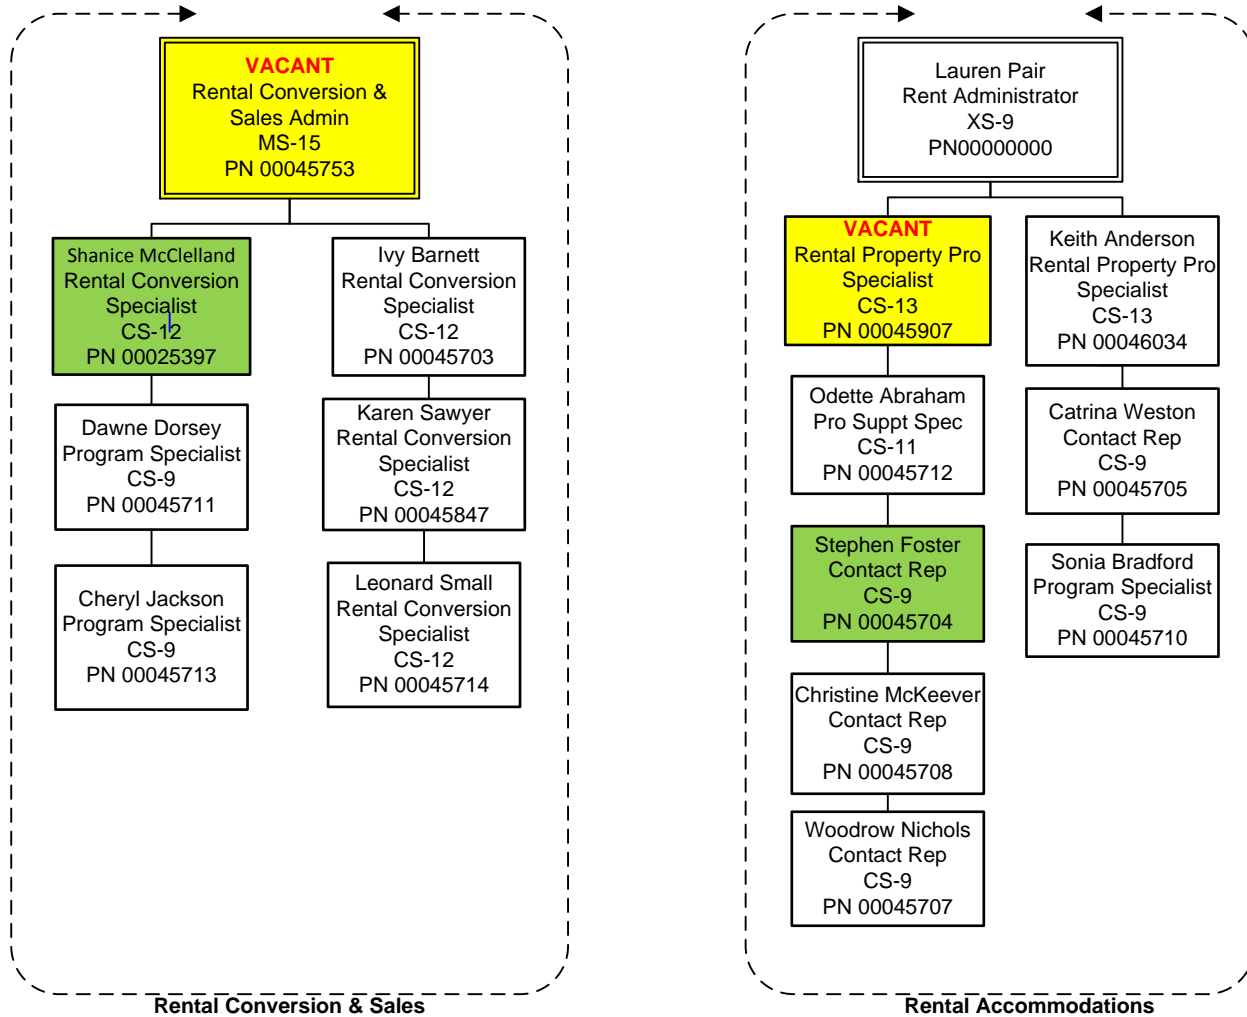 VACANT
Rental Conversion &
Sales Admin
MS-15
PN 00045753
Shanice McClelland
Rental Conversion
Specialist
CS-12
PN 00025397
Dawne Dorsey
Program Specialist
CS-9
PN 00045711
Cheryl Jackson
Program Specialist
CS-9
PN 00045713
Ivy Barnett
Rental Conversion
Specialist
CS-12
PN 00045703
Karen Sawyer
Rental Conversion
Specialist
CS-12
PN 00045847
Leonard Small
Rental Conversion
Specialist
CS-12
PN 00045714
Rental Conversion & Sales
Lauren Pair
Rent Administrator
XS-9
PN00000000
VACANT
Rental Property Pro
Specialist
CS-13
PN 00045907
Odette Abraham
Pro Suppt Spec
CS-11
PN 00045712
Stephen Foster
Contact Rep
CS-9
PN 00045704
Christine McKeever
Contact Rep
CS-9
PN 00045708
Woodrow Nichols
Contact Rep
CS-9
PN 00045707
Keith Anderson
Rental Property Pro
Specialist
CS-13
PN 00046034
Catrina Weston
Contact Rep
CS-9
PN 00045705
Sonia Bradford
Program Specialist
CS-9
PN 00045710
Rental Accommodations